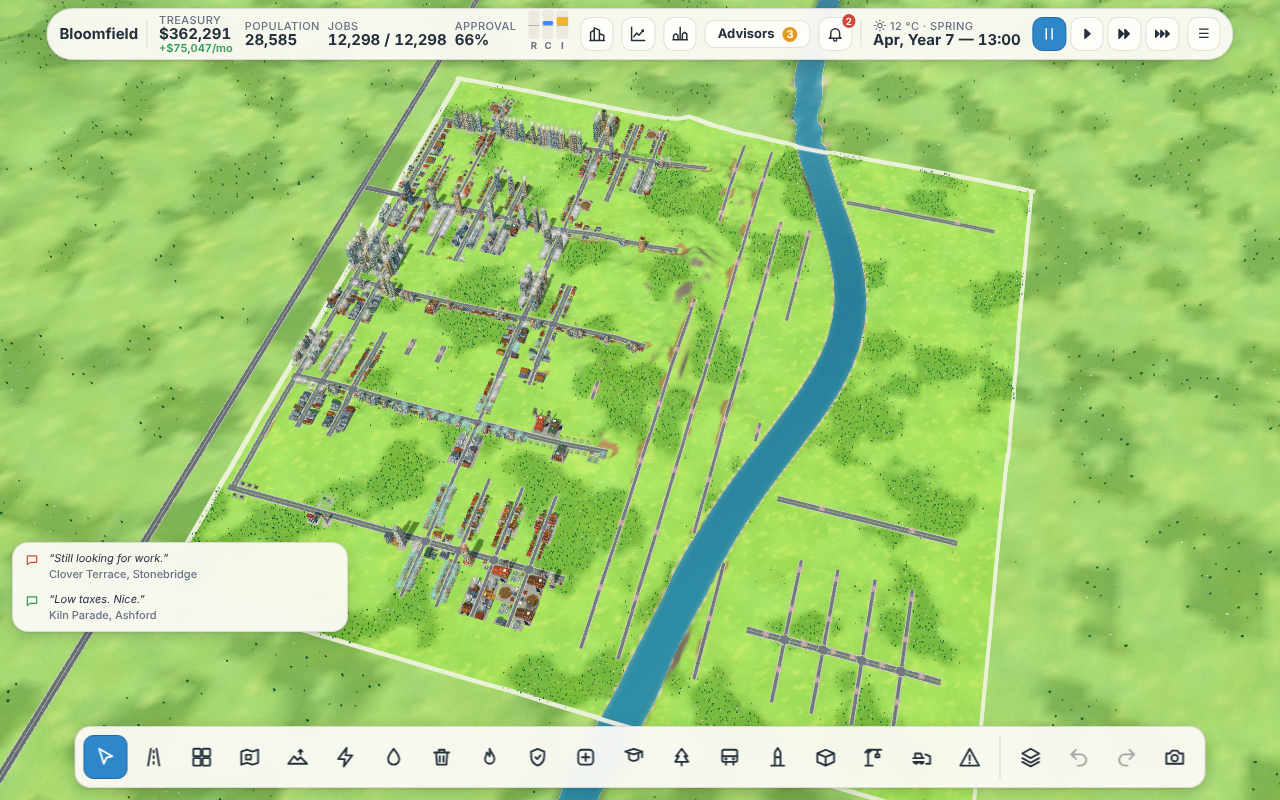 Bloomfield
TREASURY
$362,291
+$75,047/mo
POPULATION
28,585
JOBS
12,298 / 12,298
APPROVAL
66%
R C I
Advisors 3
2
12 °C · SPRING
Apr, Year 7 — 13:00
“Still looking for work.”
Clover Terrace, Stonebridge
“Low taxes. Nice.”
Kiln Parade, Ashford